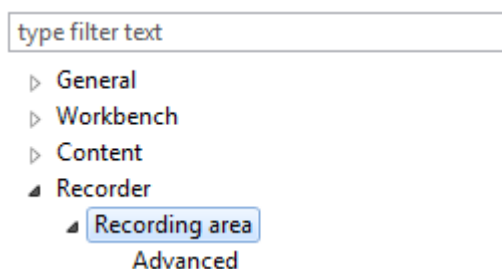 type filter text
General
Workbench
Content
Recorder
Recording area
Advanced